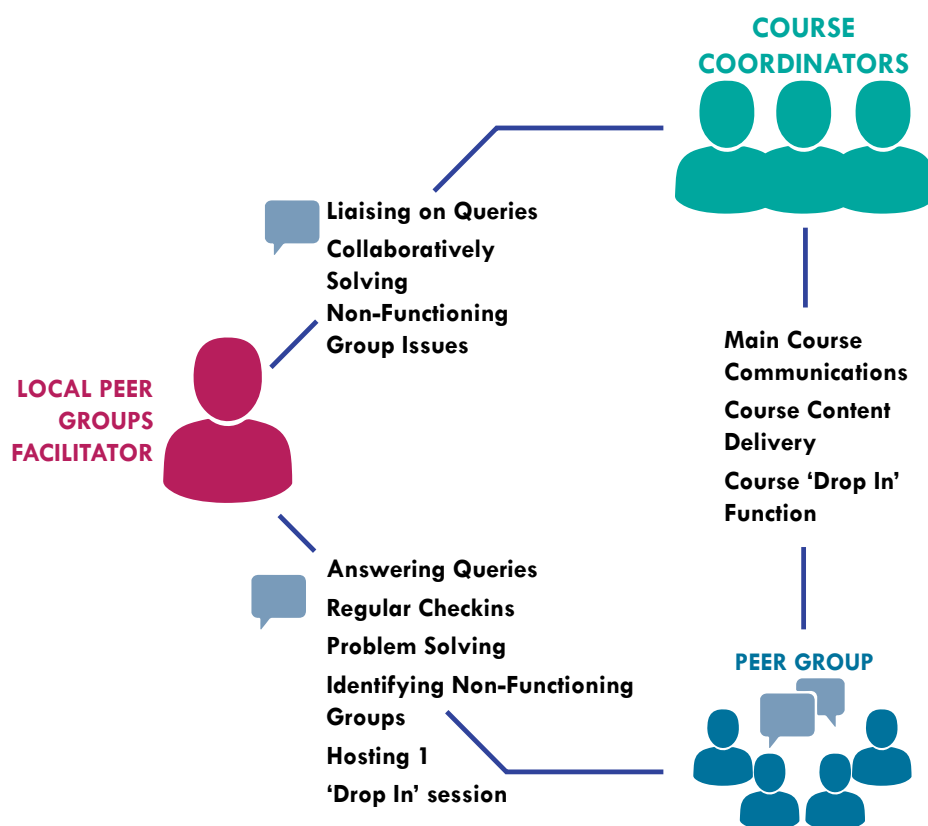 COURSE
COORDINATORS
Liaising on Queries
Collaboratively
Solving
Non-Functioning
Group Issues
LOCAL PEER
GROUPS
FACILITATOR
Main Course
Communications
Course Content
Delivery
Course ‘Drop In’
Function
Answering Queries
Regular Checkins
Problem Solving
Identifying Non-Functioning
Groups
Hosting 1
‘Drop In’ session
PEER GROUP